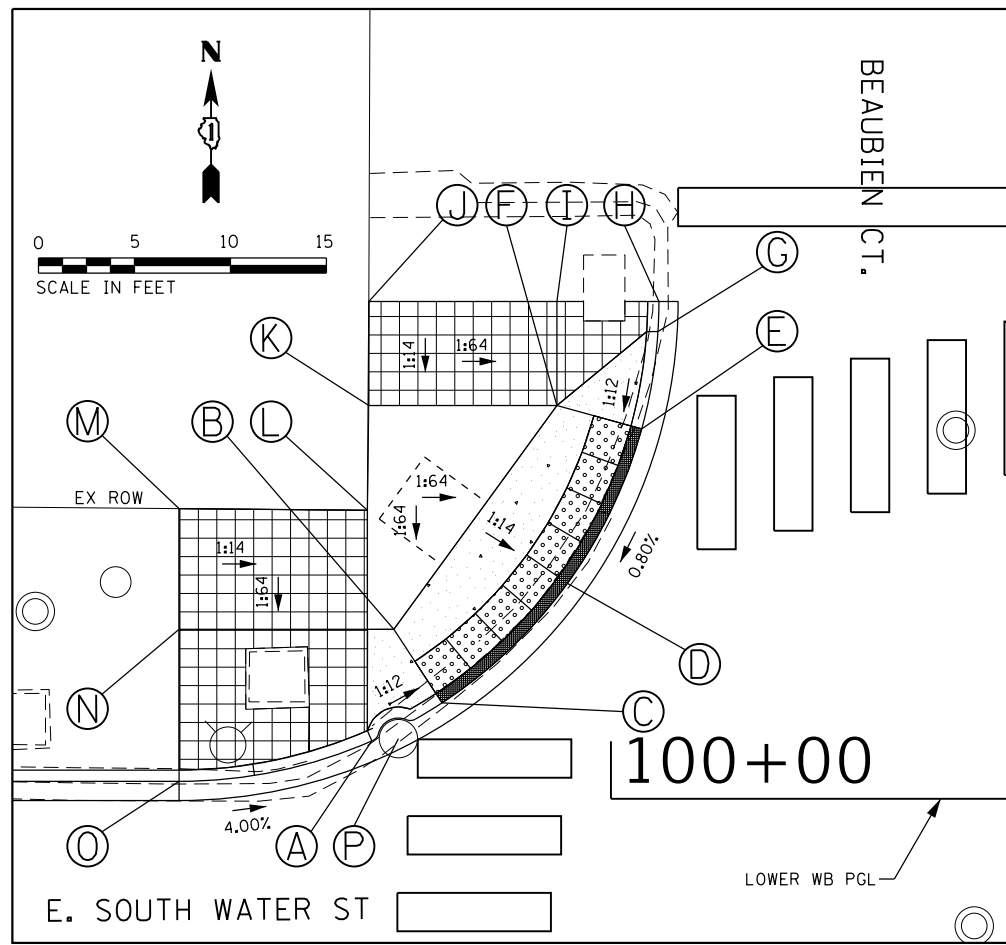 N
1
0 5 10 15
SCALE IN FEET
BEAUBIEN CT.
J F I H
G
E
K
1:14 1:64
1:12
M B L
EX ROW
1:64
1:64
1:14
1:14
1:64
0.80%
D
N
1:12
C
100+00
4.00%
O A P
LOWER WB PGL
E. SOUTH WATER ST